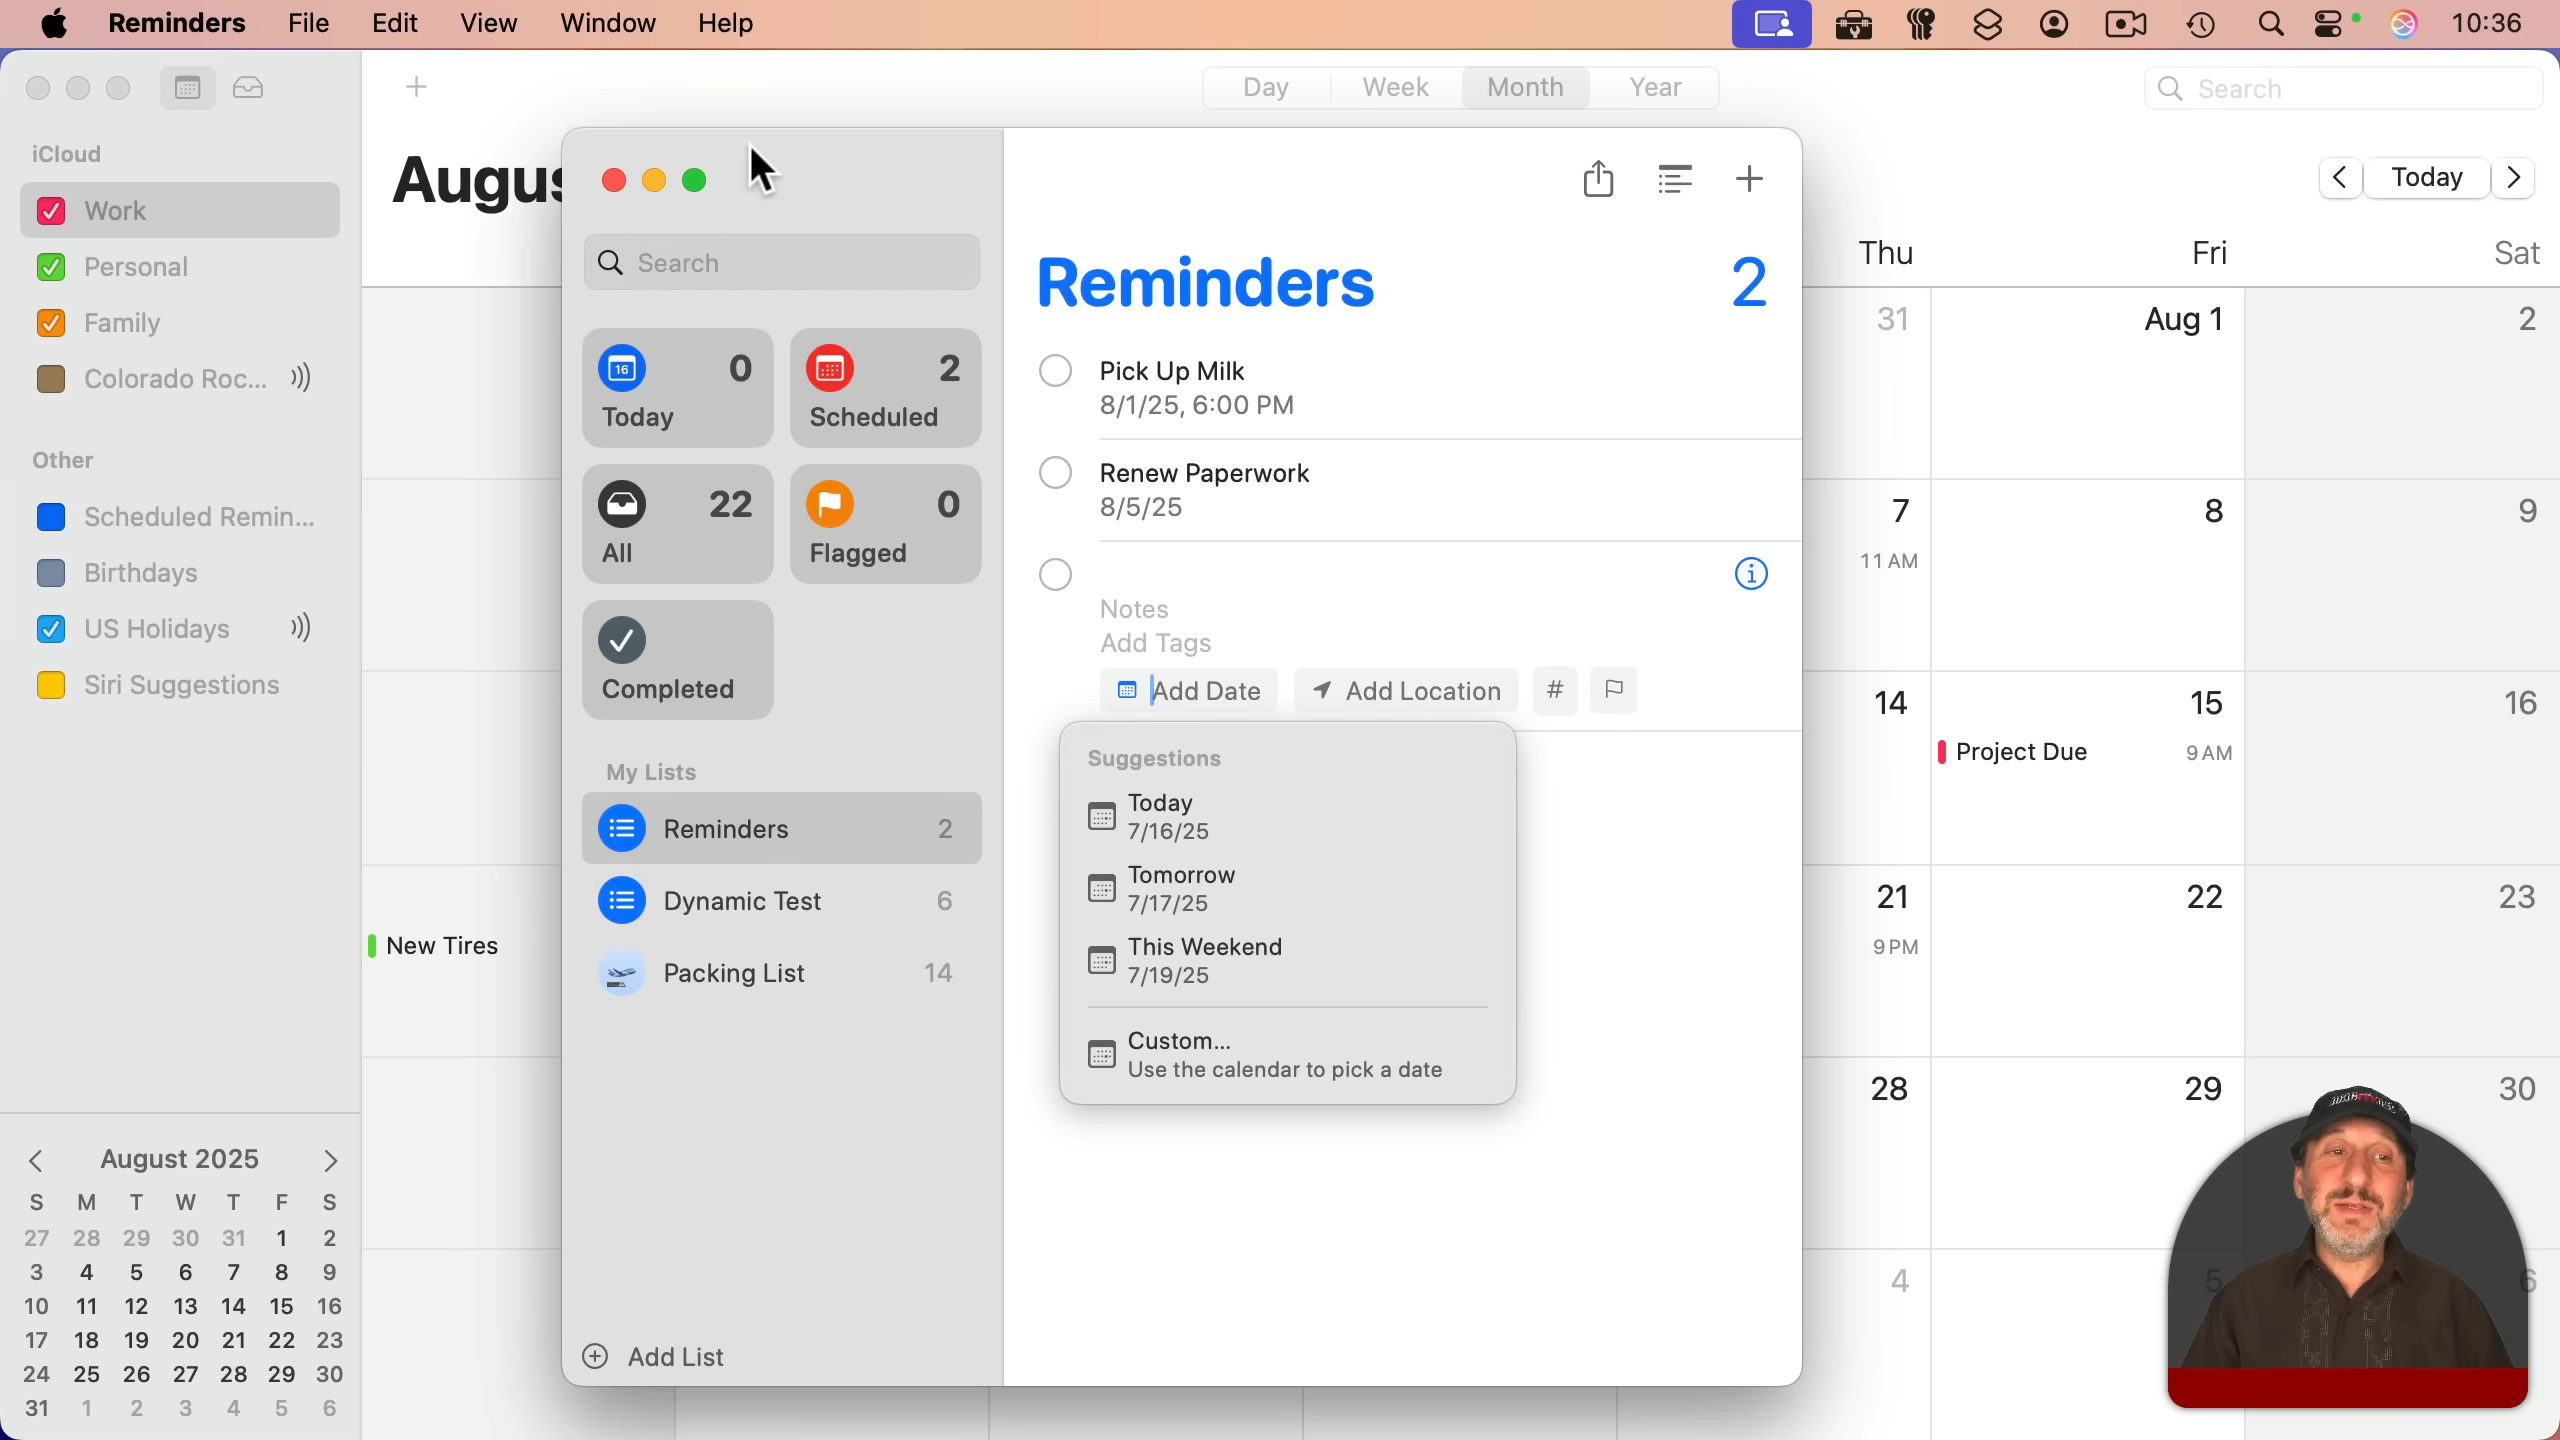 Reminders File Edit View Window Help 10:36
Day Week Month Year Search
iCloud
Work
Personal
Family
Colorado Roc...
Other
Scheduled Remin...
Birthdays
US Holidays
Siri Suggestions
August 2025
S M T W T F S
27 28 29 30 31 1 2
3 4 5 6 7 8 9
10 11 12 13 14 15 16
17 18 19 20 21 22 23
24 25 26 27 28 29 30
31 1 2 3 4 5 6
Augus
New Tires
Search
16 0
Today
2
Scheduled
22
All
0
Flagged
Completed
My Lists
Reminders 2
Dynamic Test 6
Packing List 14
Add List
Reminders 2
Pick Up Milk
8/1/25, 6:00 PM
Renew Paperwork
8/5/25
Notes
Add Tags
Add Date Add Location #
Suggestions
Today
7/16/25
Tomorrow
7/17/25
This Weekend
7/19/25
Custom...
Use the calendar to pick a date
Today
Thu Fri Sat
31 Aug 1 2
7 8 9
11 AM
14 15 16
Project Due 9 AM
21 22 23
9 PM
28 29 30
4 5 6